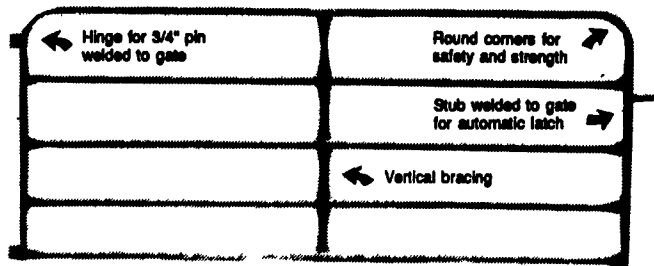 Hinge for 3/4" pin
welded to gate
Round corners for
safety and strength
Stub welded to gate
for automatic latch
Vertical bracing